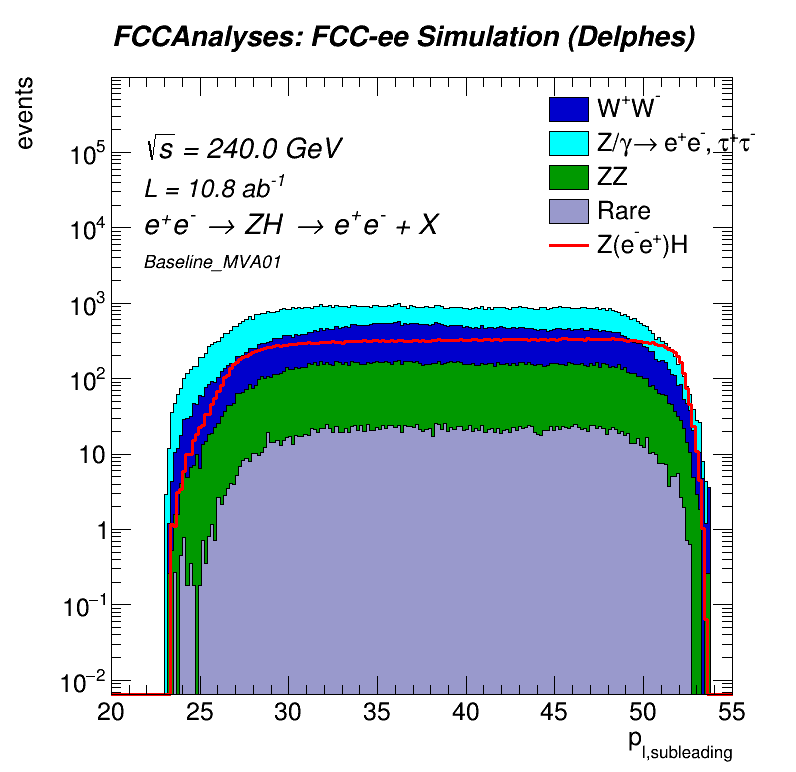 FCCAnalyses: FCC-ee Simulation (Delphes)
events
√s = 240.0 GeV
L = 10.8 ab⁻¹
e⁺e⁻ → ZH → e⁺e⁻ + X
Baseline_MVA01
W⁺W⁻
Z/γ→ e⁺e⁻, τ⁺τ⁻
ZZ
Rare
Z(e⁻e⁺)H
10⁵
10⁴
10³
10²
10
1
10⁻¹
10⁻²
20 25 30 35 40 45 50 55
p_l,subleading